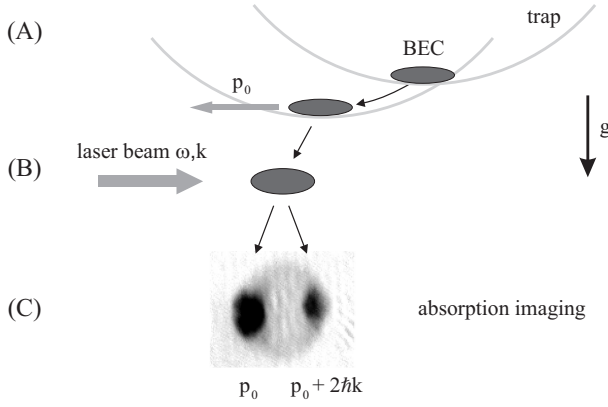 (A)
trap
BEC
p₀
g
laser beam ω,k
(B)
(C)
absorption imaging
p₀ p₀ + 2ħk